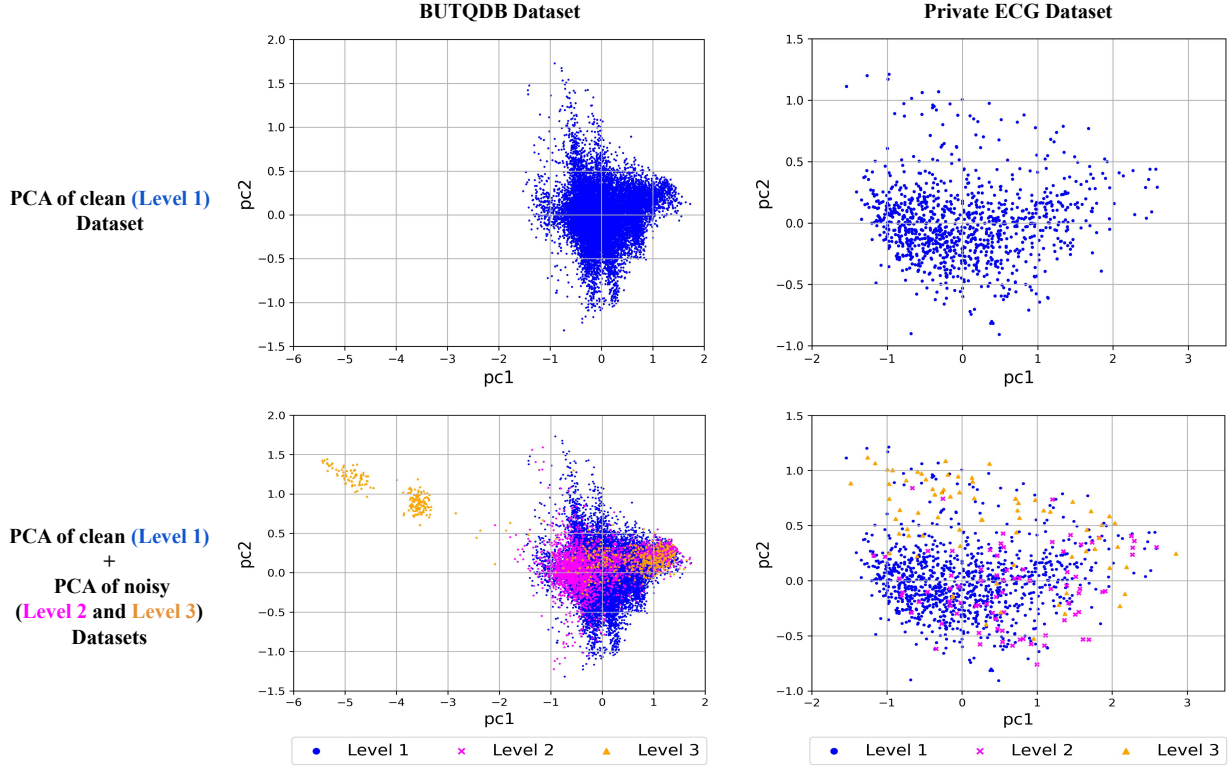 BUTQDB Dataset
Private ECG Dataset
PCA of clean (Level 1)
Dataset
2.0
1.5
1.0
0.5
0.0
−0.5
−1.0
−1.5
pc2
−6 −5 −4 −3 −2 −1 0 1 2
pc1
1.5
1.0
0.5
0.0
−0.5
−1.0
pc2
−2 −1 0 1 2 3
pc1
PCA of clean (Level 1)
+
PCA of noisy
(Level 2 and Level 3)
Datasets
2.0
1.5
1.0
0.5
0.0
−0.5
−1.0
−1.5
pc2
−6 −5 −4 −3 −2 −1 0 1 2
pc1
Level 1 Level 2 Level 3
1.5
1.0
0.5
0.0
−0.5
−1.0
pc2
−2 −1 0 1 2 3
pc1
Level 1 Level 2 Level 3